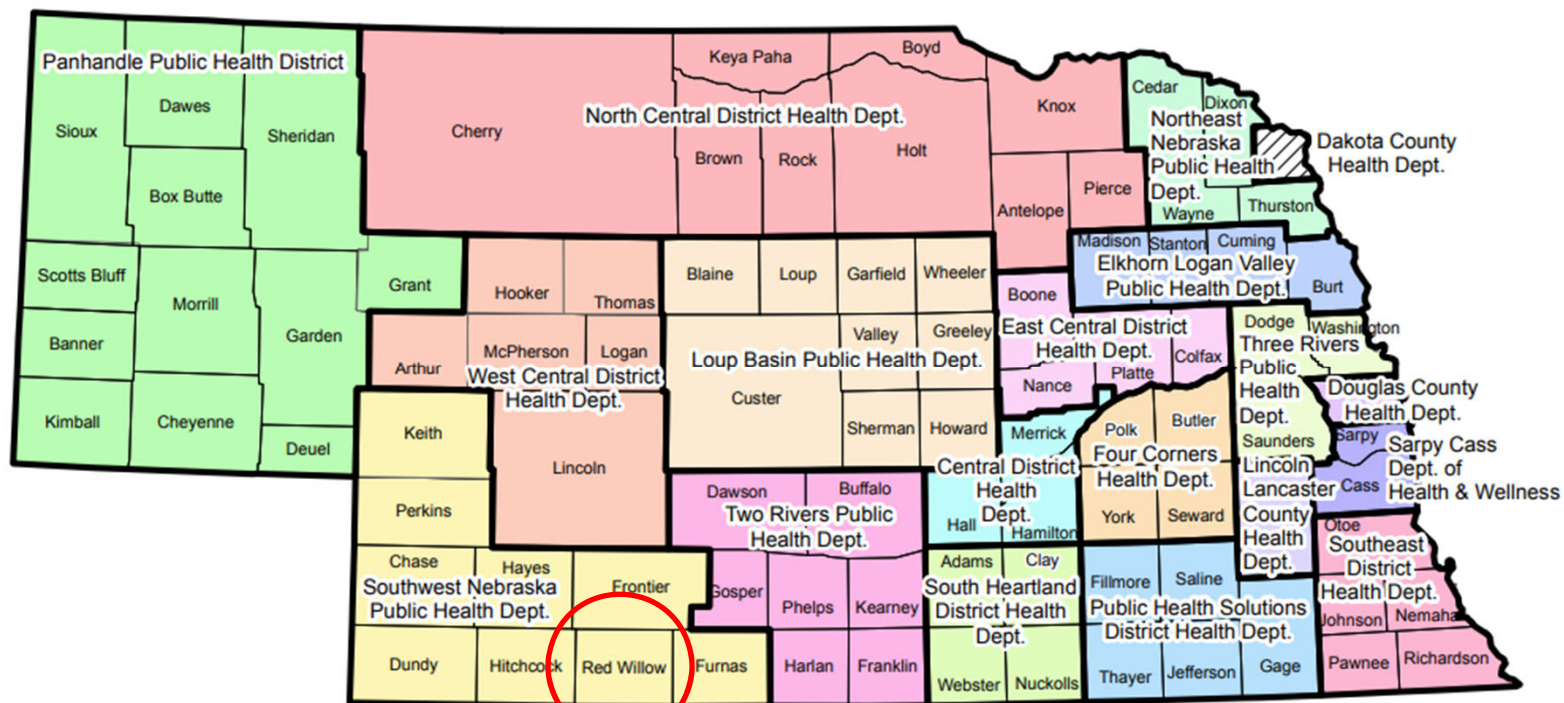 Panhandle Public Health District
Sioux
Dawes
Sheridan
Box Butte
Scotts Bluff
Morrill
Garden
Grant
Banner
Kimball
Cheyenne
Deuel
North Central District Health Dept.
Cherry
Keya Paha
Boyd
Brown
Rock
Holt
Knox
Antelope
Pierce
Cedar
Dixon
Northeast
Nebraska
Public Health
Dept.
Wayne
Thurston
Dakota County
Health Dept.
Madison
Stanton
Cuming
Elkhorn Logan Valley
Public Health Dept.
Burt
Hooker
Thomas
Arthur
McPherson
Logan
West Central District
Health Dept.
Lincoln
Blaine
Loup
Garfield
Wheeler
Valley
Greeley
Loup Basin Public Health Dept.
Custer
Sherman
Howard
Boone
East Central District
Health Dept.
Colfax
Platte
Nance
Dodge
Washington
Three Rivers
Public
Health
Dept.
Saunders
Douglas County
Health Dept.
Sarpy
Sarpy Cass
Dept. of
Health & Wellness
Cass
Keith
Perkins
Chase
Hayes
Frontier
Southwest Nebraska
Public Health Dept.
Dundy
Hitchcock
Red Willow
Furnas
Dawson
Buffalo
Two Rivers Public
Health Dept.
Gosper
Phelps
Kearney
Harlan
Franklin
Merrick
Central District
Health
Dept.
Hall
Hamilton
Polk
Butler
Four Corners
Health Dept.
York
Seward
Lincoln
Lancaster
County
Health
Dept.
Adams
Clay
South Heartland
District Health
Dept.
Webster
Nuckolls
Fillmore
Saline
Public Health Solutions
District Health Dept.
Thayer
Jefferson
Gage
Otoe
Southeast
District
Health Dept.
Johnson
Nemaha
Pawnee
Richardson